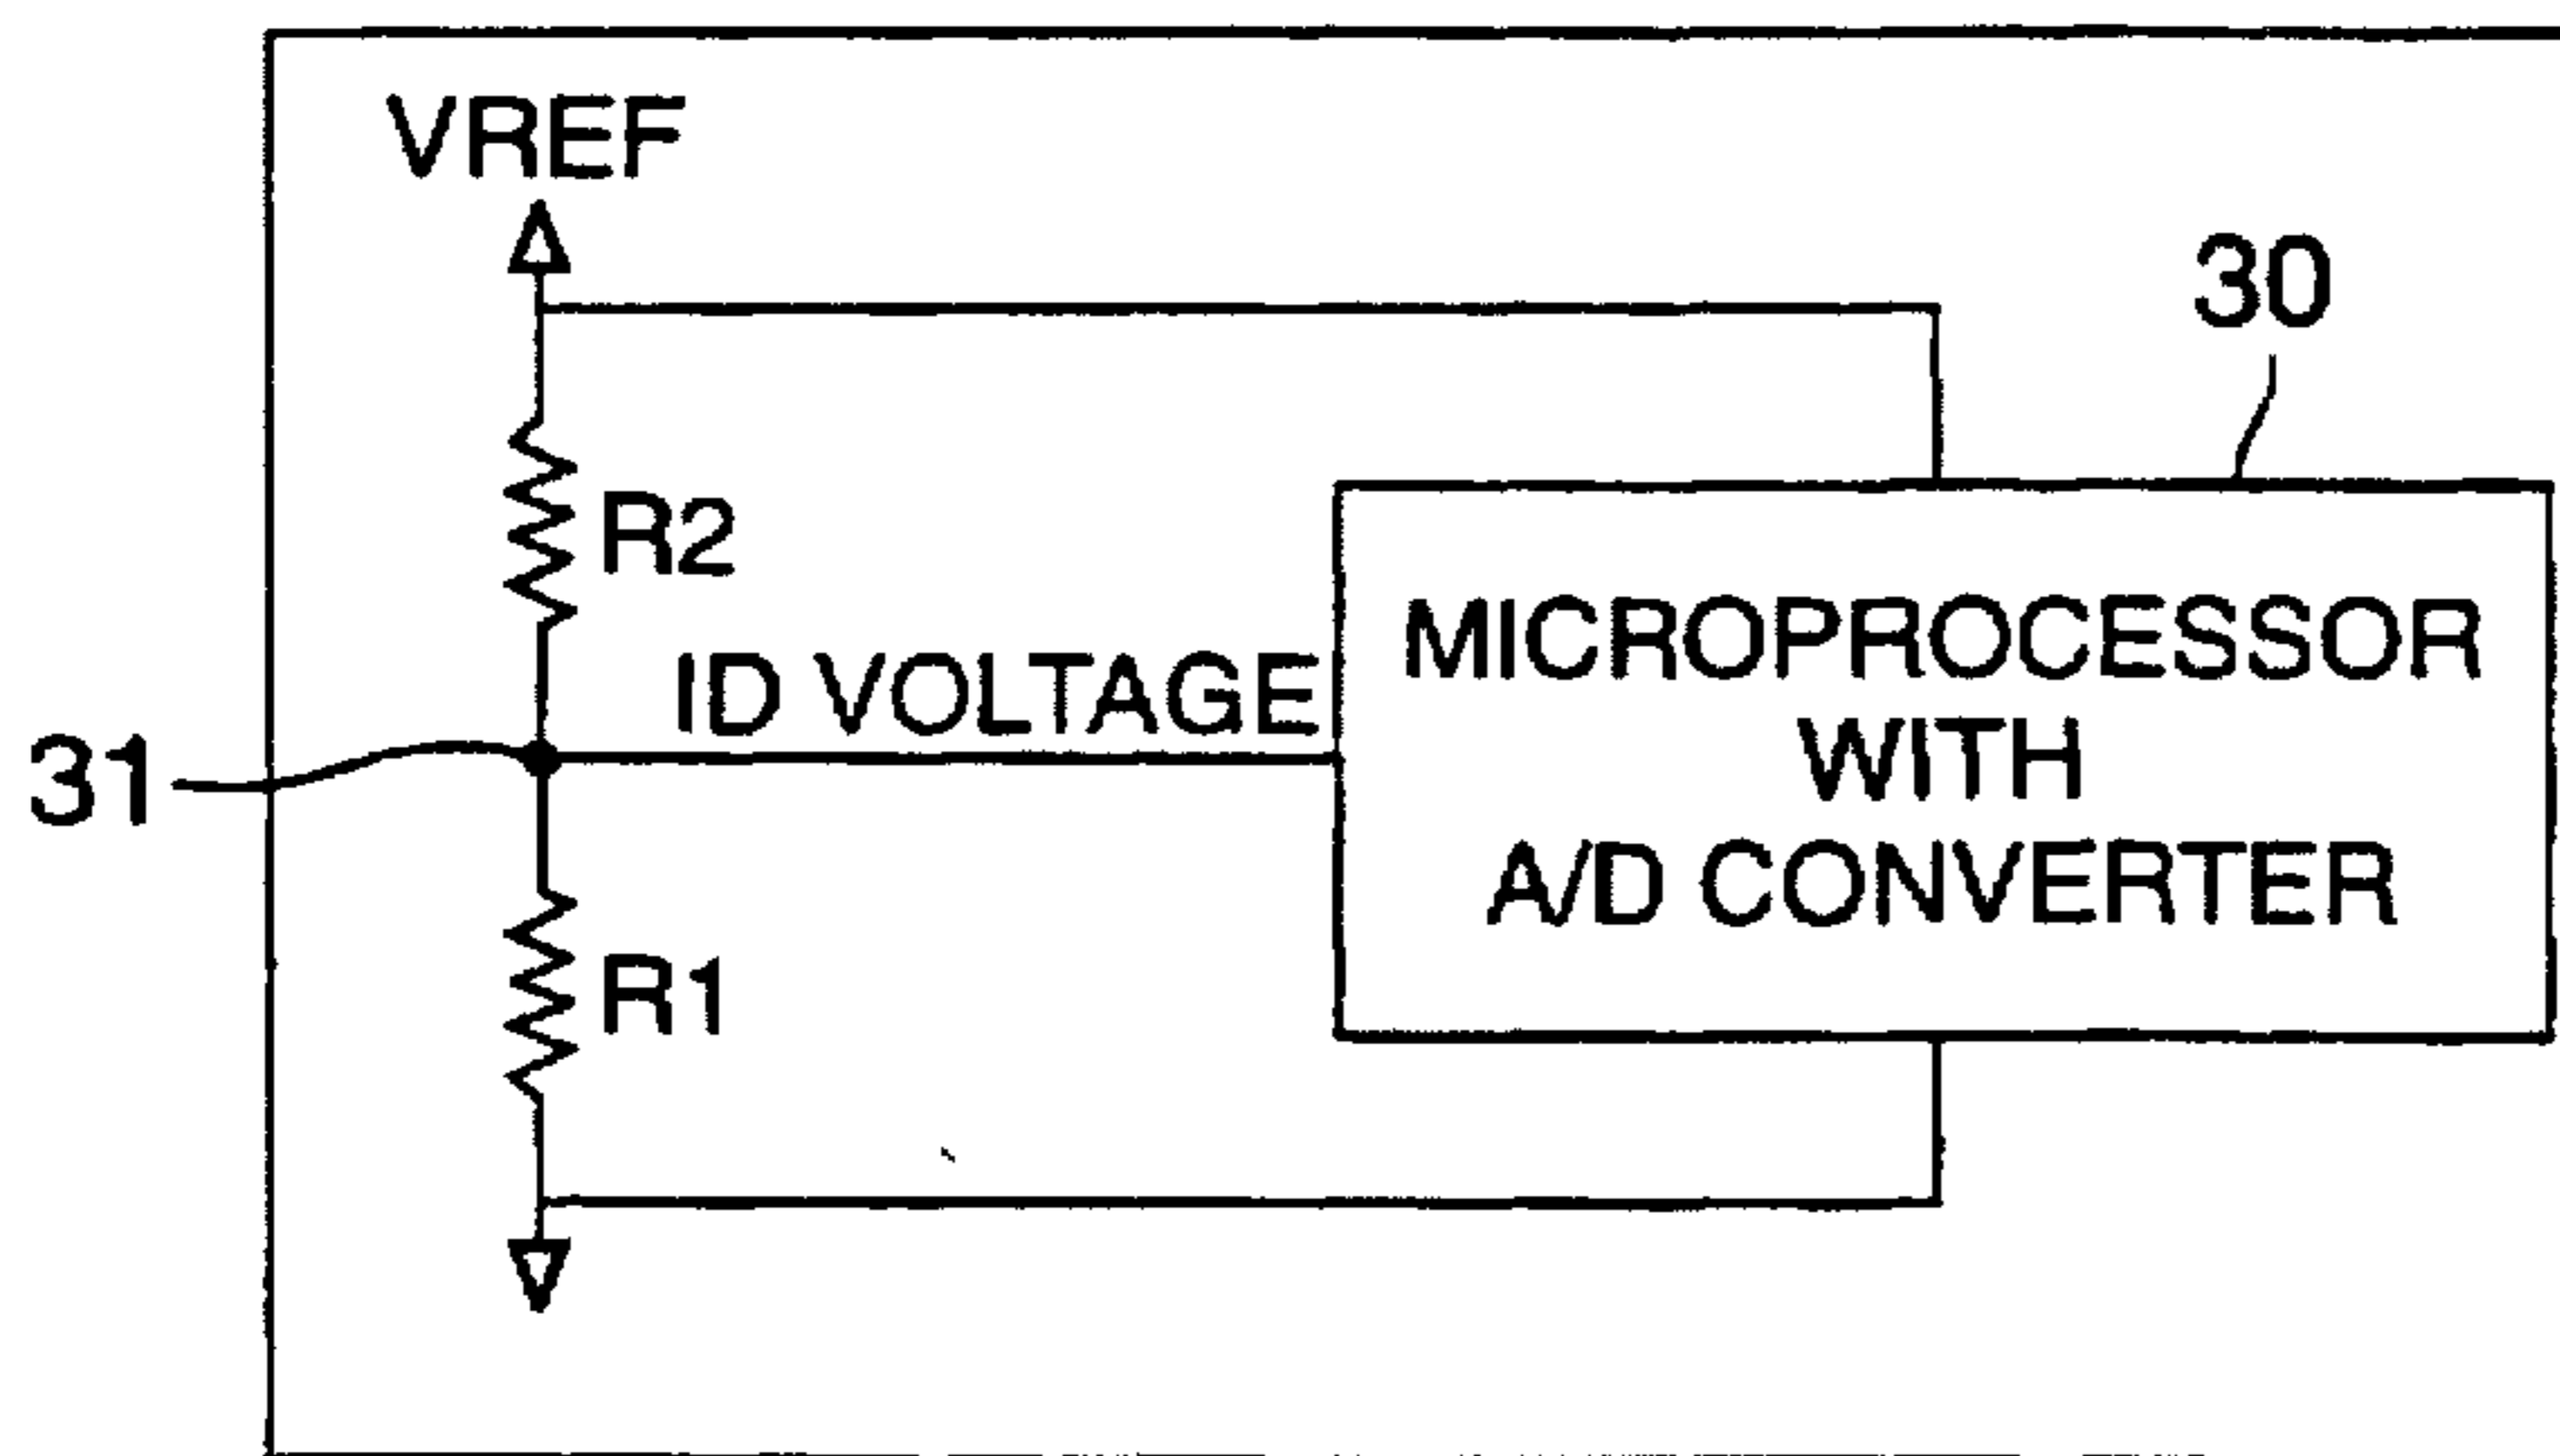 VREF
30
R2
ID VOLTAGE
31
MICROPROCESSOR
WITH
A/D CONVERTER
R1